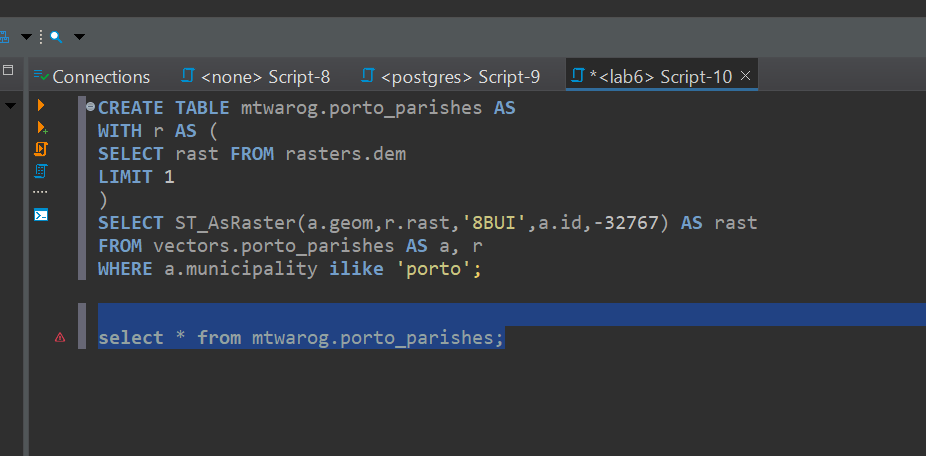 Connections
<none> Script-8
<postgres> Script-9
*<lab6> Script-10
CREATE TABLE mtwarog.porto_parishes AS
WITH r AS (
SELECT rast FROM rasters.dem
LIMIT 1
)
SELECT ST_AsRaster(a.geom,r.rast,'8BUI',a.id,-32767) AS rast
FROM vectors.porto_parishes AS a, r
WHERE a.municipality ilike 'porto';
select * from mtwarog.porto_parishes;